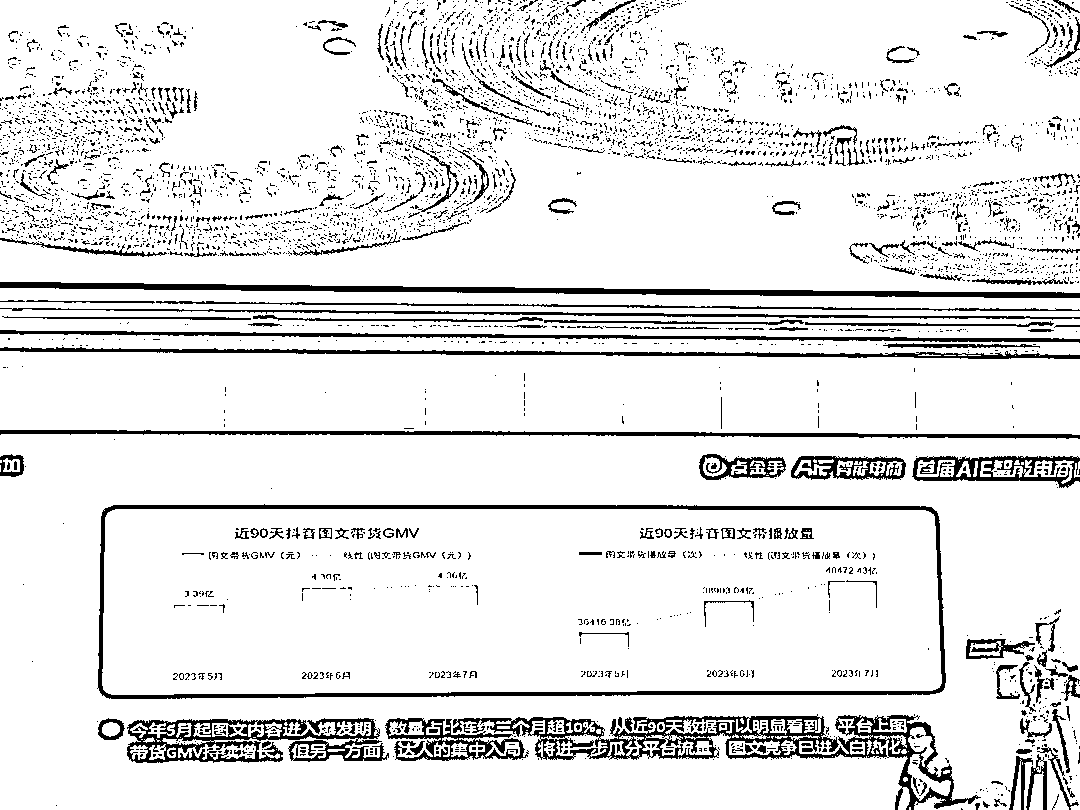 加
点金手 AiE 智能电商 首届AIE智能电商
近90天抖音图文带货GMV
图文带货GMV（元） 线性 (图文带货GMV（元）)
3.39亿
4.30亿
4.36亿
2023年5月
2023年6月
2023年7月
近90天抖音图文带播放量
图文带货播放量（次） 线性 (图文带货播放量（次）)
36416.38亿
38903.04亿
40472.43亿
2023年5月
2023年6月
2023年7月
今年5月起图文内容进入爆发期，数量占比连续三个月超10%。从近90天数据可以明显看到，平台上图文
带货GMV持续增长。但另一方面，达人的集中入局，将进一步瓜分平台流量，图文竞争已进入白热化。